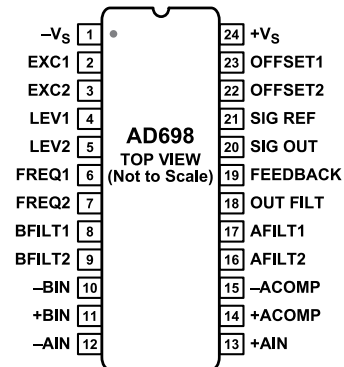 –VS 1 24 +VS
EXC1 2 23 OFFSET1
EXC2 3 22 OFFSET2
LEV1 4 21 SIG REF
LEV2 5 AD698 20 SIG OUT
FREQ1 6 TOP VIEW (Not to Scale) 19 FEEDBACK
FREQ2 7 18 OUT FILT
BFILT1 8 17 AFILT1
BFILT2 9 16 AFILT2
–BIN 10 15 –ACOMP
+BIN 11 14 +ACOMP
–AIN 12 13 +AIN